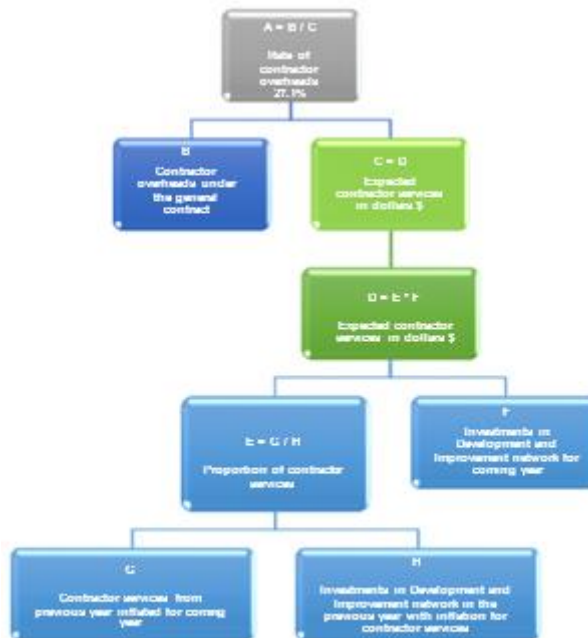 A = B / C
Rate of
contractor
overheads
27.1%
B
Contractor
overheads under
the general
contract
C = D
Expected
contractor services
in dollars $
D = E * F
Expected contractor
services in dollars $
E = G / H
Proportion of contractor
services
F
Investments in
Development and
Improvement network for
coming year
G
Contractor services from
previous year inflated for coming
year
H
Investments in Development and
Improvement network in the
previous year with inflation for
contractor services